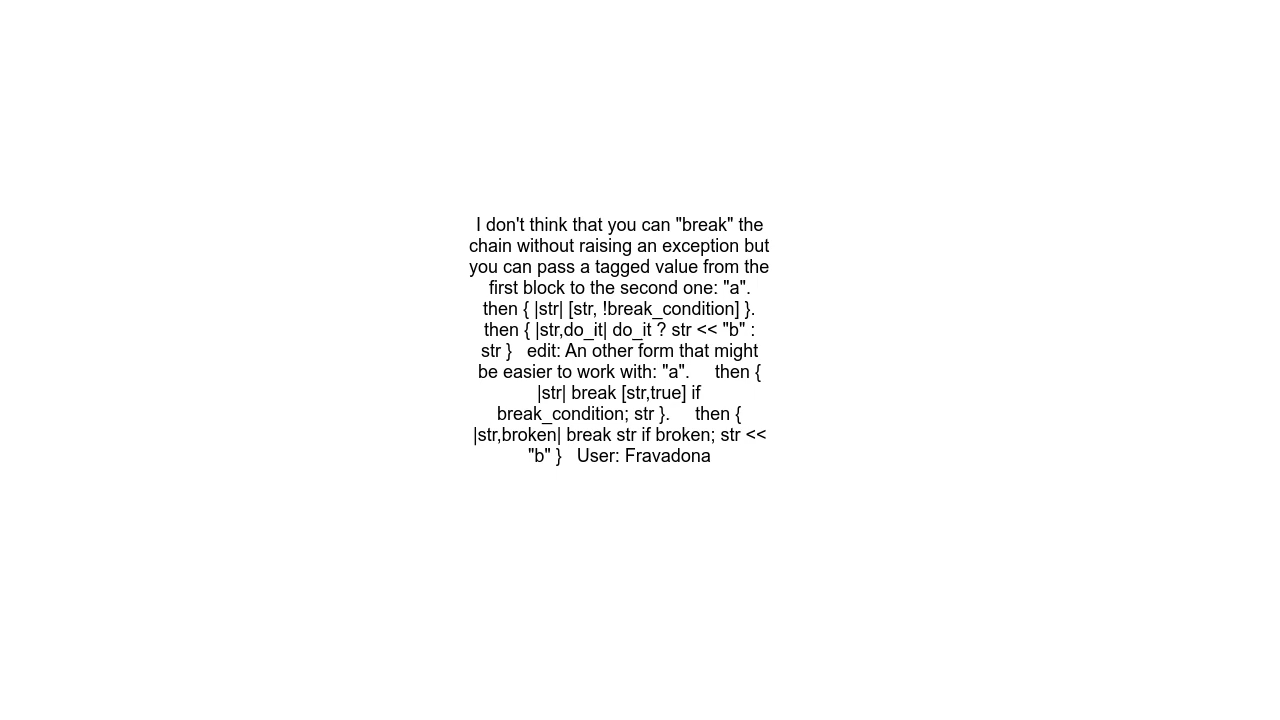 I don't think that you can "break" the
chain without raising an exception but
you can pass a tagged value from the
first block to the second one: "a".
then { |str| [str, !break_condition] }.
then { |str,do_it| do_it ? str << "b" :
str }   edit: An other form that might
be easier to work with: "a".     then {
|str| break [str,true] if
break_condition; str }.     then {
|str,broken| break str if broken; str <<
"b" }   User: Fravadona